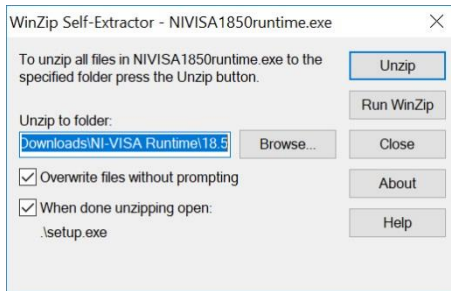 WinZip Self-Extractor - NIVISA1850runtime.exe
To unzip all files in NIVISA1850runtime.exe to the
specified folder press the Unzip button.
Unzip to folder:
Downloads\NI-VISA Runtime\18.5
Browse...
Overwrite files without prompting
When done unzipping open:
.\setup.exe
Unzip
Run WinZip
Close
About
Help